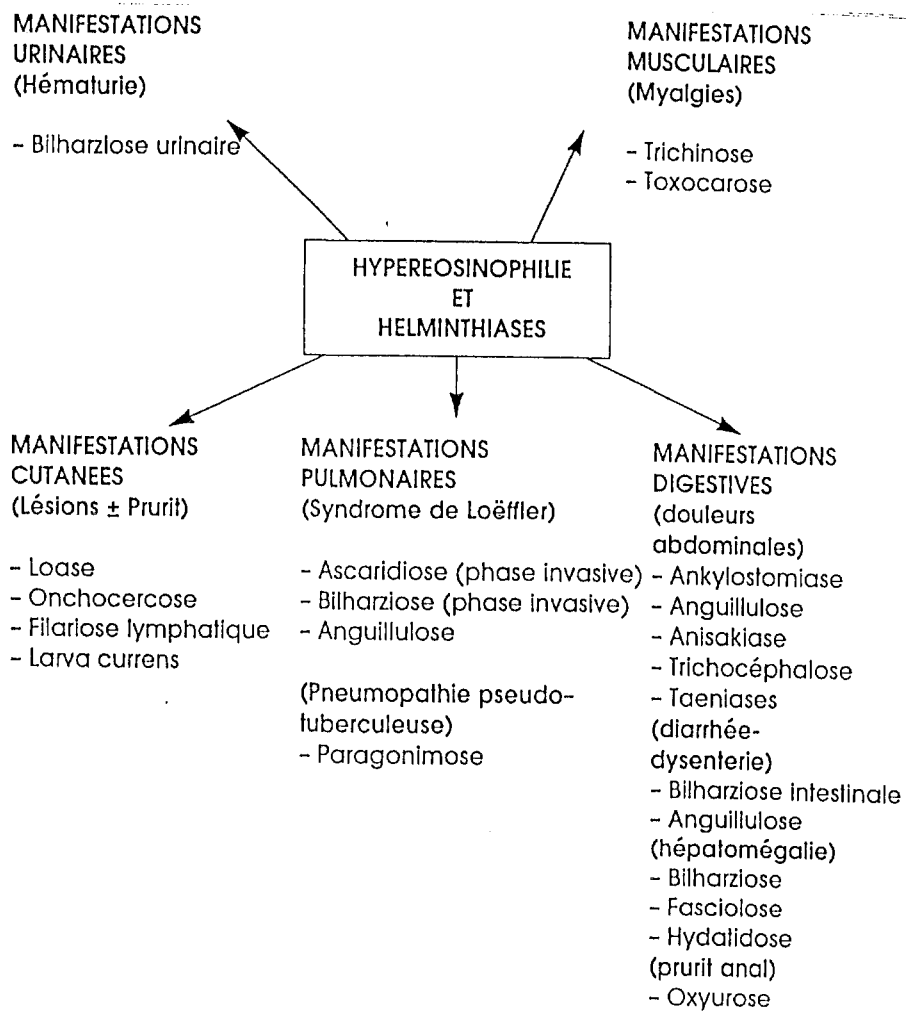 MANIFESTATIONS
URINAIRES
(Hématurie)
– Bilharziose urinaire
MANIFESTATIONS
MUSCULAIRES
(Myalgies)
– Trichinose
– Toxocarose
HYPEREOSINOPHILIE
ET
HELMINTHIASES
MANIFESTATIONS
CUTANEES
(Lésions ± Prurit)
– Loase
– Onchocercose
– Filariose lymphatique
– Larva currens
MANIFESTATIONS
PULMONAIRES
(Syndrome de Loëffler)
– Ascaridiose (phase invasive)
– Bilharziose (phase invasive)
– Anguillulose
(Pneumopathie pseudo-
tuberculeuse)
– Paragonimose
MANIFESTATIONS
DIGESTIVES
(douleurs
abdominales)
– Ankylostomiase
– Anguillulose
– Anisakiase
– Trichocéphalose
– Taeniases
(diarrhée-
dysenterie)
– Bilharziose intestinale
– Anguillulose
(hépatomégalie)
– Bilharziose
– Fasciolose
– Hydatidose
(prurit anal)
– Oxyurose